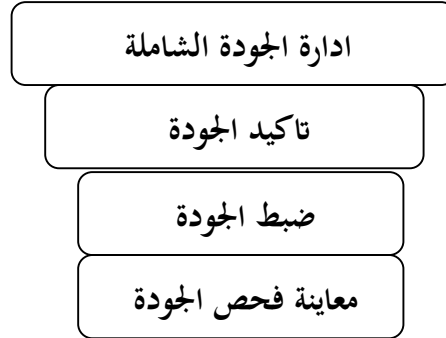 ادارة الجودة الشاملة
تاكيد الجودة
ضبط الجودة
معاينة فحص الجودة